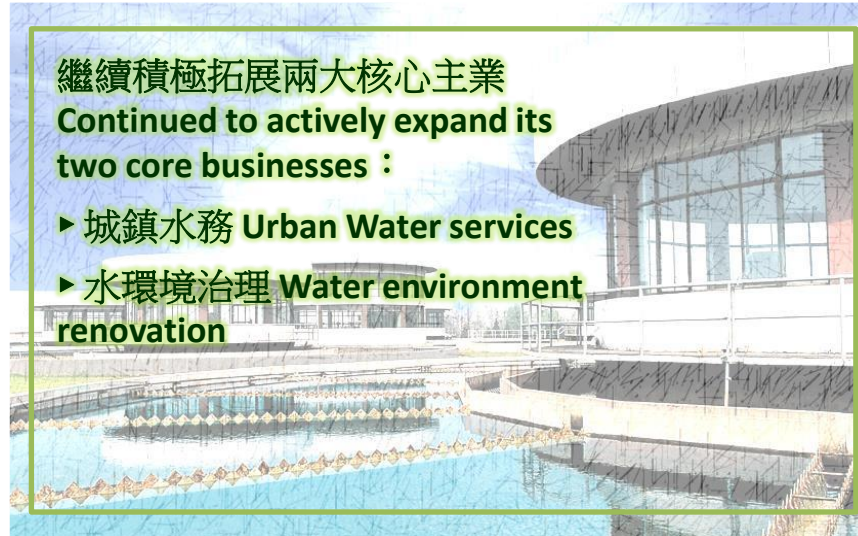 繼續積極拓展兩大核心主業
Continued to actively expand its
two core businesses：
▶ 城鎮水務 Urban Water services
▶ 水環境治理 Water environment
renovation